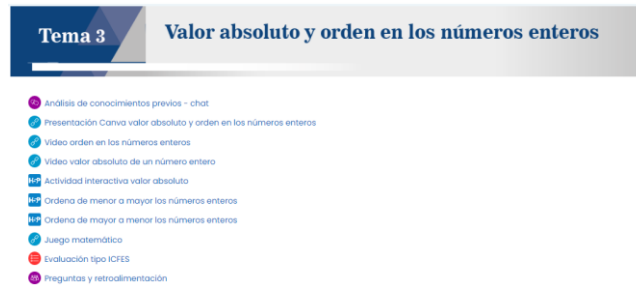 Tema 3
Valor absoluto y orden en los números enteros
Análisis de conocimientos previos - chat
Presentación Canva valor absoluto y orden en los números enteros
Video orden en los números enteros
Video valor absoluto de un número entero
H-P Actividad interactiva valor absoluto
H-P Ordena de menor a mayor los números enteros
H-P Ordena de mayor a menor los números enteros
Juego matemático
Evaluación tipo ICFES
Preguntas y retroalimentación